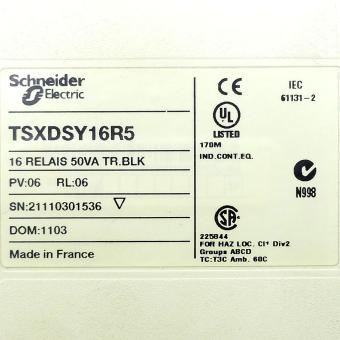 Schneider
Electric
TSXDSY16R5
16 RELAIS 50VA TR.BLK
PV:06 RL:06
SN:21110301536
DOM:1103
Made in France
CE
IEC
61131-2
UL
LISTED
170M
IND.CONT.EQ.
N998
SA
225844
FOR HAZ LOC. CI¹ Div2
Groups ABCD
TC:T3C Amb. 60C